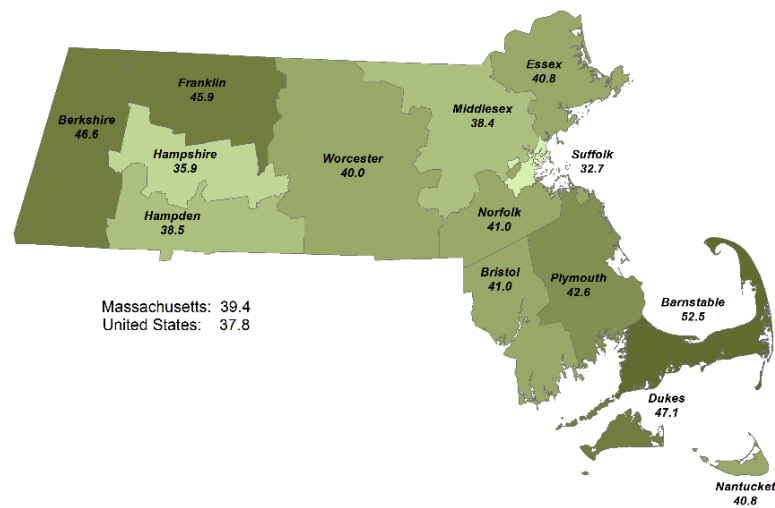 Essex
40.8
Franklin
45.9
Middlesex
38.4
Berkshire
46.6
Hampshire
35.9
Worcester
40.0
Suffolk
32.7
Hampden
38.5
Norfolk
41.0
Bristol
41.0
Plymouth
42.6
Massachusetts: 39.4
United States: 37.8
Barnstable
52.5
Dukes
47.1
Nantucket
40.8